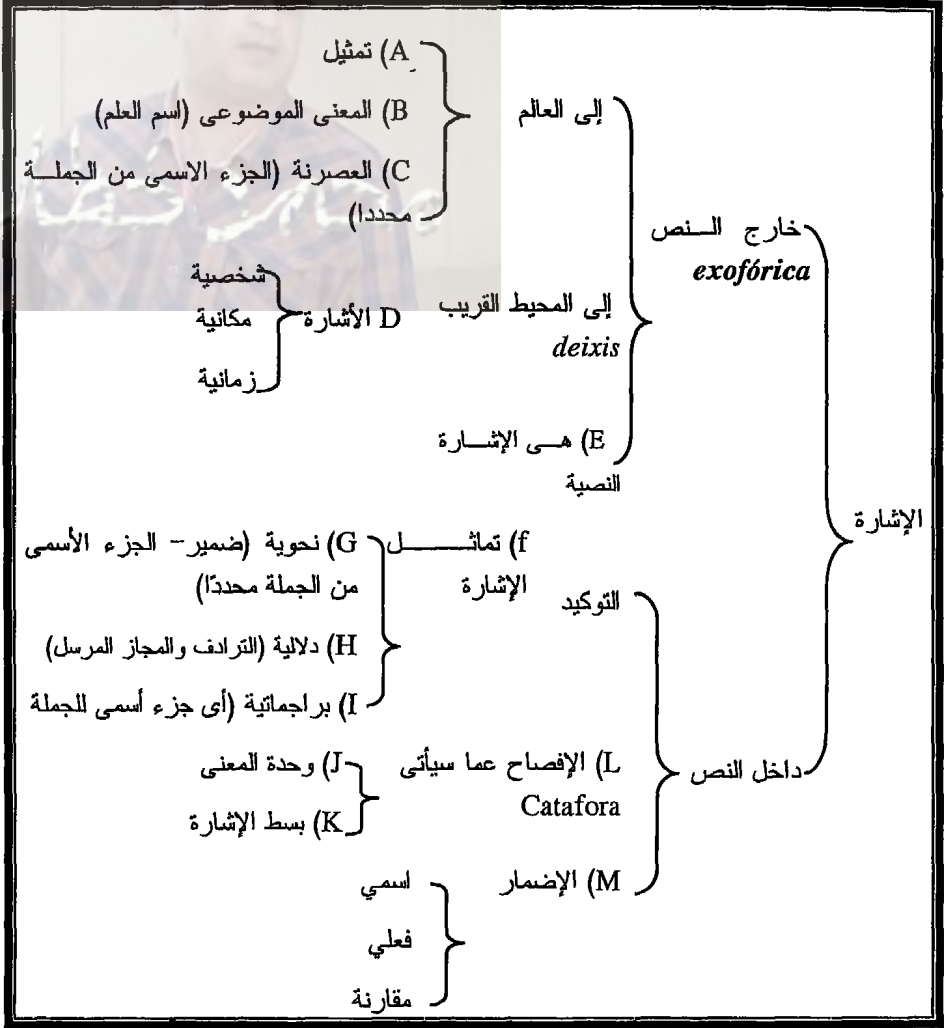 الإشارة
خارج النص
exofórica
إلى العالم
A) تمثيل
B) المعنى الموضوعى (اسم العلم)
C) العصرنة (الجزء الاسمى من الجملة
محددا)
إلى المحيط القريب
deixis
D الأشارة
شخصية
مكانية
زمانية
E) هى الإشارة
النصية
داخل النص
التوكيد
f) تماثل
الإشارة
G) نحوية (ضمير- الجزء الأسمى
من الجملة محددًا)
H) دلالية (الترادف والمجاز المرسل)
I) براجماتية (أى جزء أسمى للجملة
L) الإفصاح عما سيأتى
Catafora
J) وحدة المعنى
K) بسط الإشارة
M) الإضمار
اسمي
فعلي
مقارنة